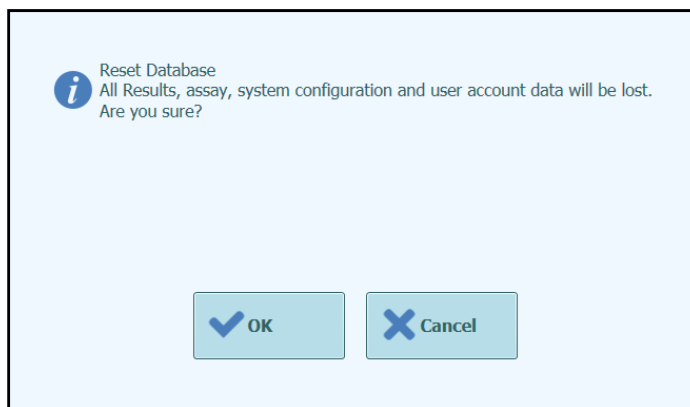 Reset Database
All Results, assay, system configuration and user account data will be lost.
Are you sure?
OK
Cancel